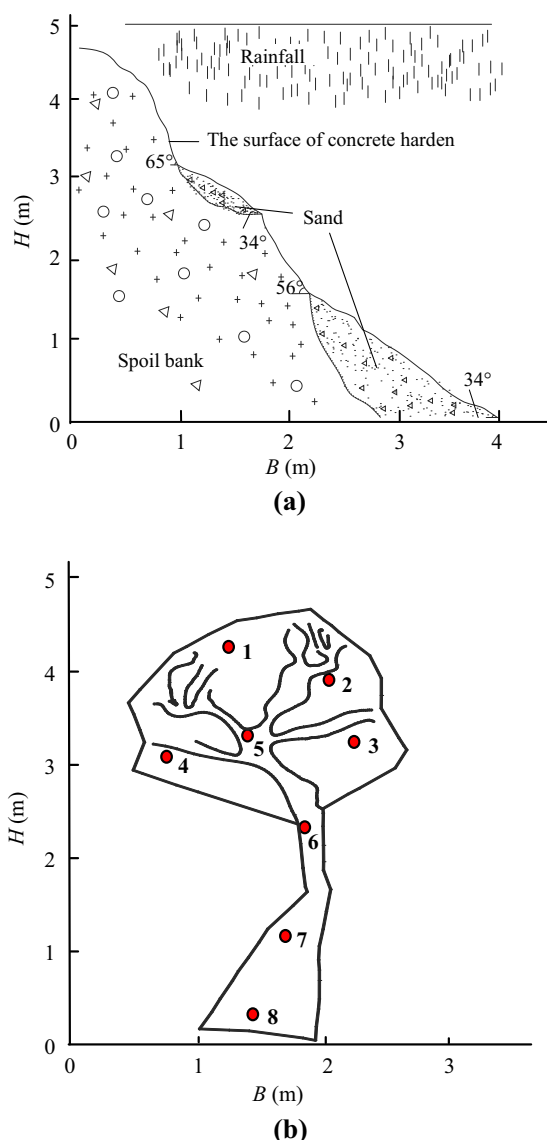 5
4
3
2
1
0
H (m)
Rainfall
The surface of concrete harden
65°
Sand
34°
56°
Spoil bank
34°
0 1 2 3 4
B (m)
(a)
5
4
3
2
1
0
H (m)
1
2
3
4
5
6
7
8
0 1 2 3
B (m)
(b)